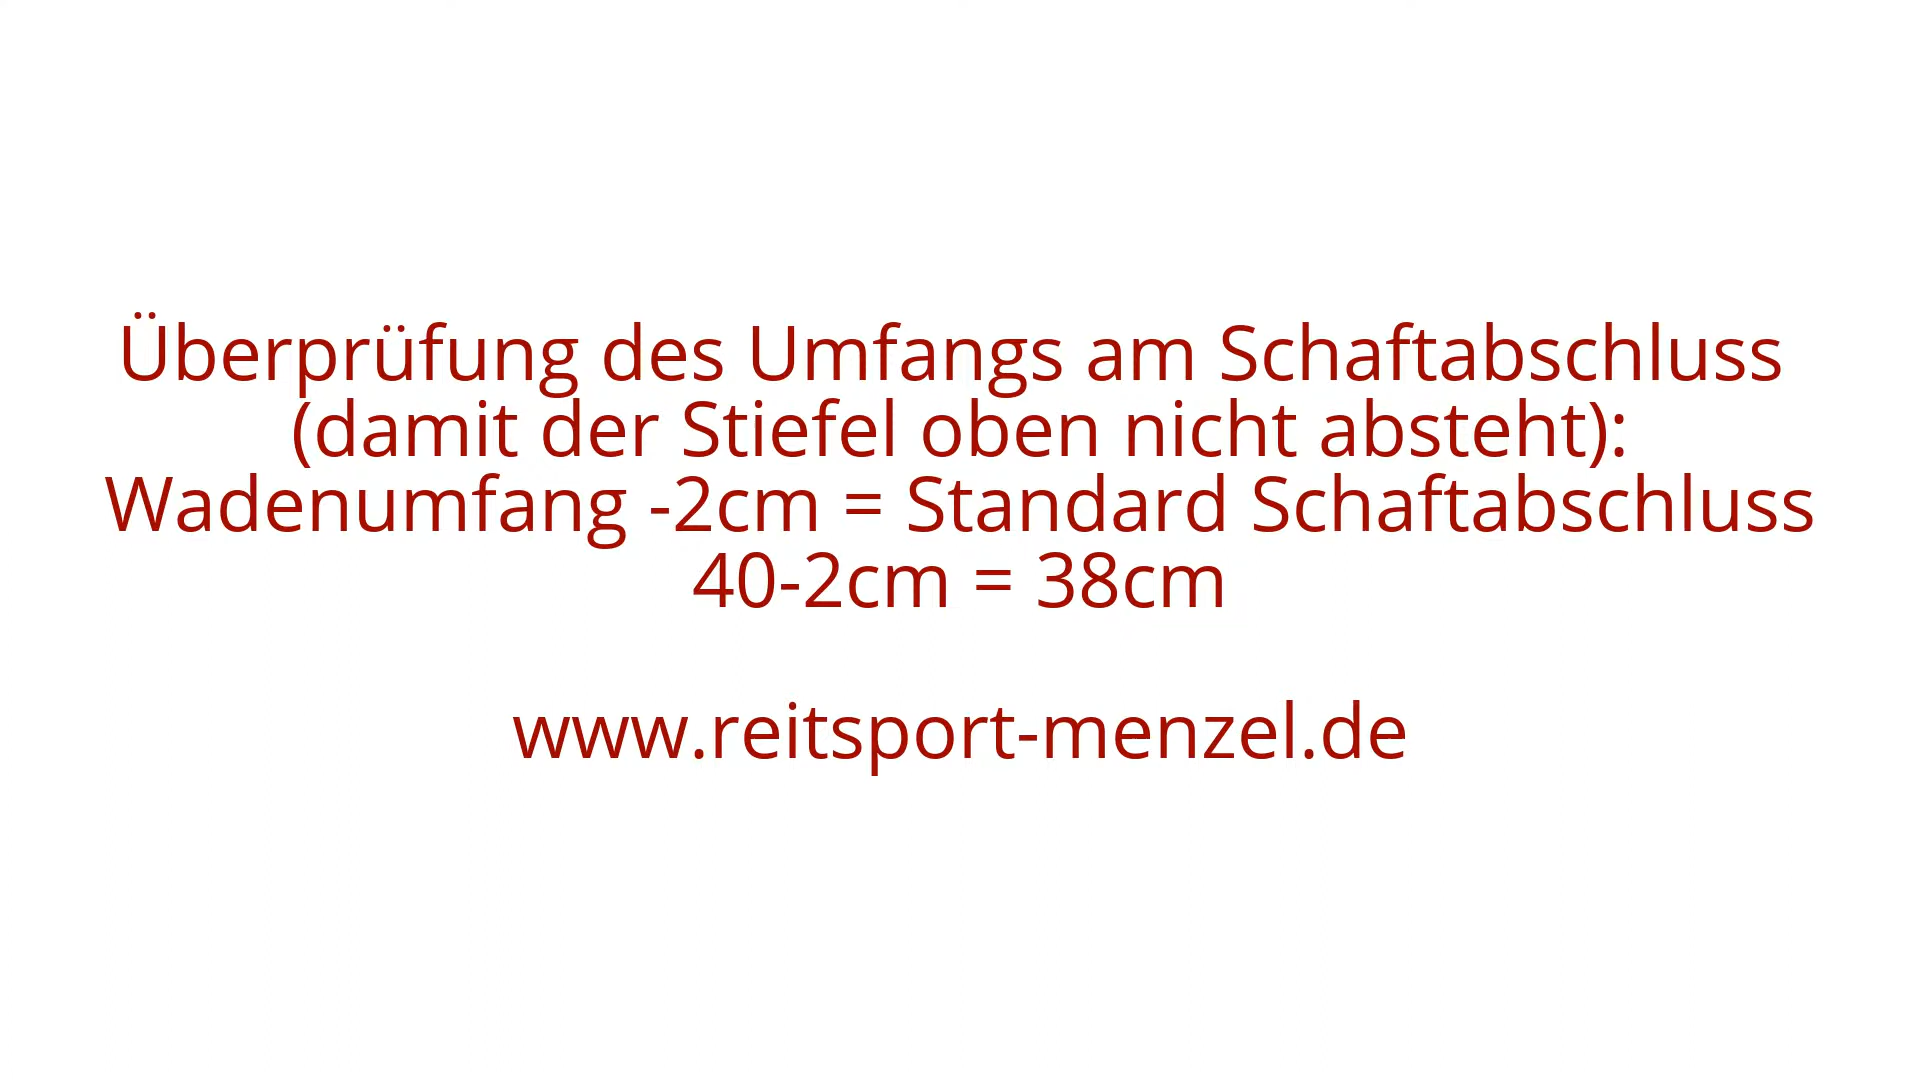 Überprüfung des Umfangs am Schaftabschluss
(damit der Stiefel oben nicht absteht):
Wadenumfang -2cm = Standard Schaftabschluss
40-2cm = 38cm
www.reitsport-menzel.de